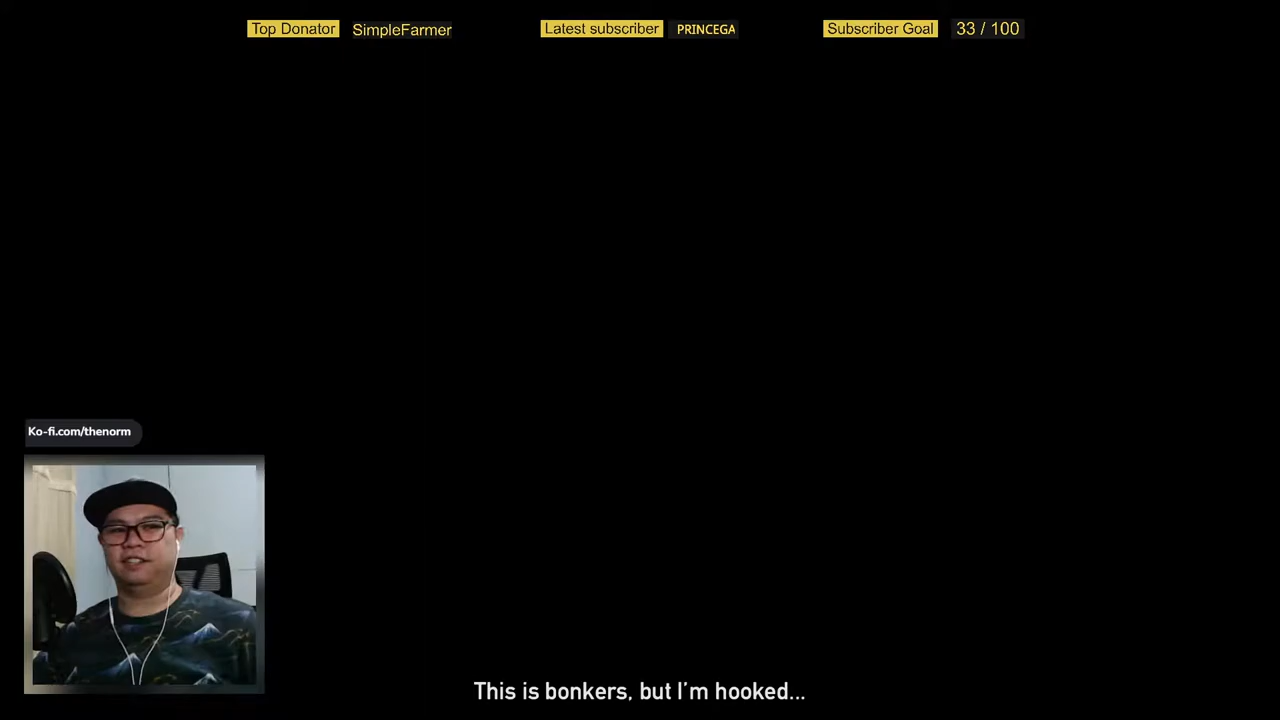 Top Donator
SimpleFarmer
Latest subscriber
PRINCEGA
Subscriber Goal
33 / 100
Ko-fi.com/thenorm
This is bonkers, but I'm hooked...